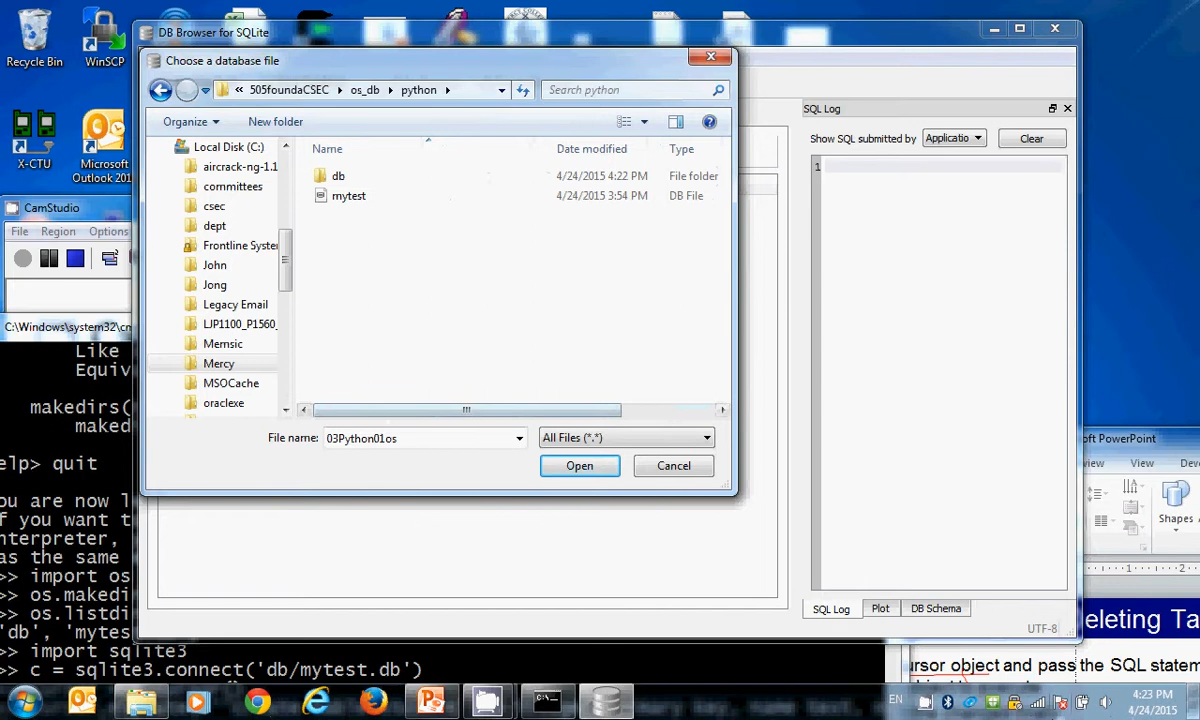 DB Browser for SQLite
Choose a database file
Recycle Bin
WinSCP
« 505foundaCSEC os_db python
Search python
Organize New folder
SQL Log
Show SQL submitted by Applicatio Clear
1
X-CTU
Microsoft
Outlook 201
Name Date modified Type
Local Disk (C:)
aircrack-ng-1.1
committees
csec
dept
Frontline System
John
Jong
Legacy Email
LJP1100_P1560_
Memsic
Mercy
MSOCache
oraclexe
db 4/24/2015 4:22 PM File folder
mytest 4/24/2015 3:54 PM DB File
CamStudio
File Region Options
File name: 03Python01os All Files (*.*)
Open Cancel
C:\Windows\system32\cm
Like
Equiv
makedirs(
maked
elp> quit
ou are now l
f you want t
nterpreter,
as the same
>> import os
>> os.makedi
>> os.listdi
'db', 'mytes
>> import sqlite3
>> c = sqlite3.connect('db/mytest.db')
SQL Log Plot DB Schema
UTF-8
oft PowerPoint
view View Dev
Shapes
1 2
eleting Ta
ursor object and pass the SQL statem
EN
4:23 PM
4/24/2015